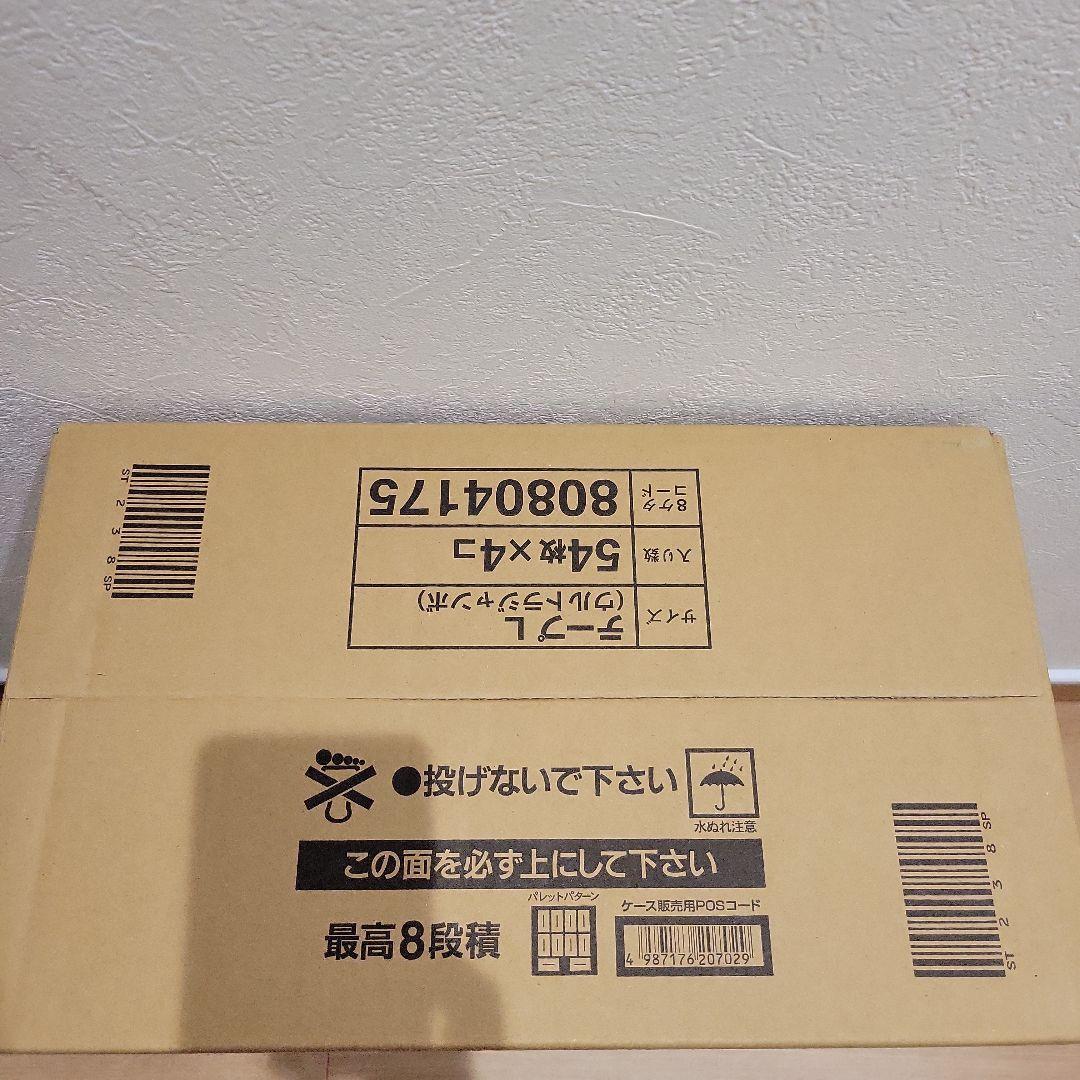 サイズ テープL
(ウルトラジャンボ)
入り数 54枚×4コ
8ケタ
コード 80804175
ST 2 3 8 SP
●投げないで下さい
水ぬれ注意
この面を必ず上にして下さい
最高8段積
パレットパターン
ケース販売用POSコード
4 987176 207029
ST 2 3 8 SP